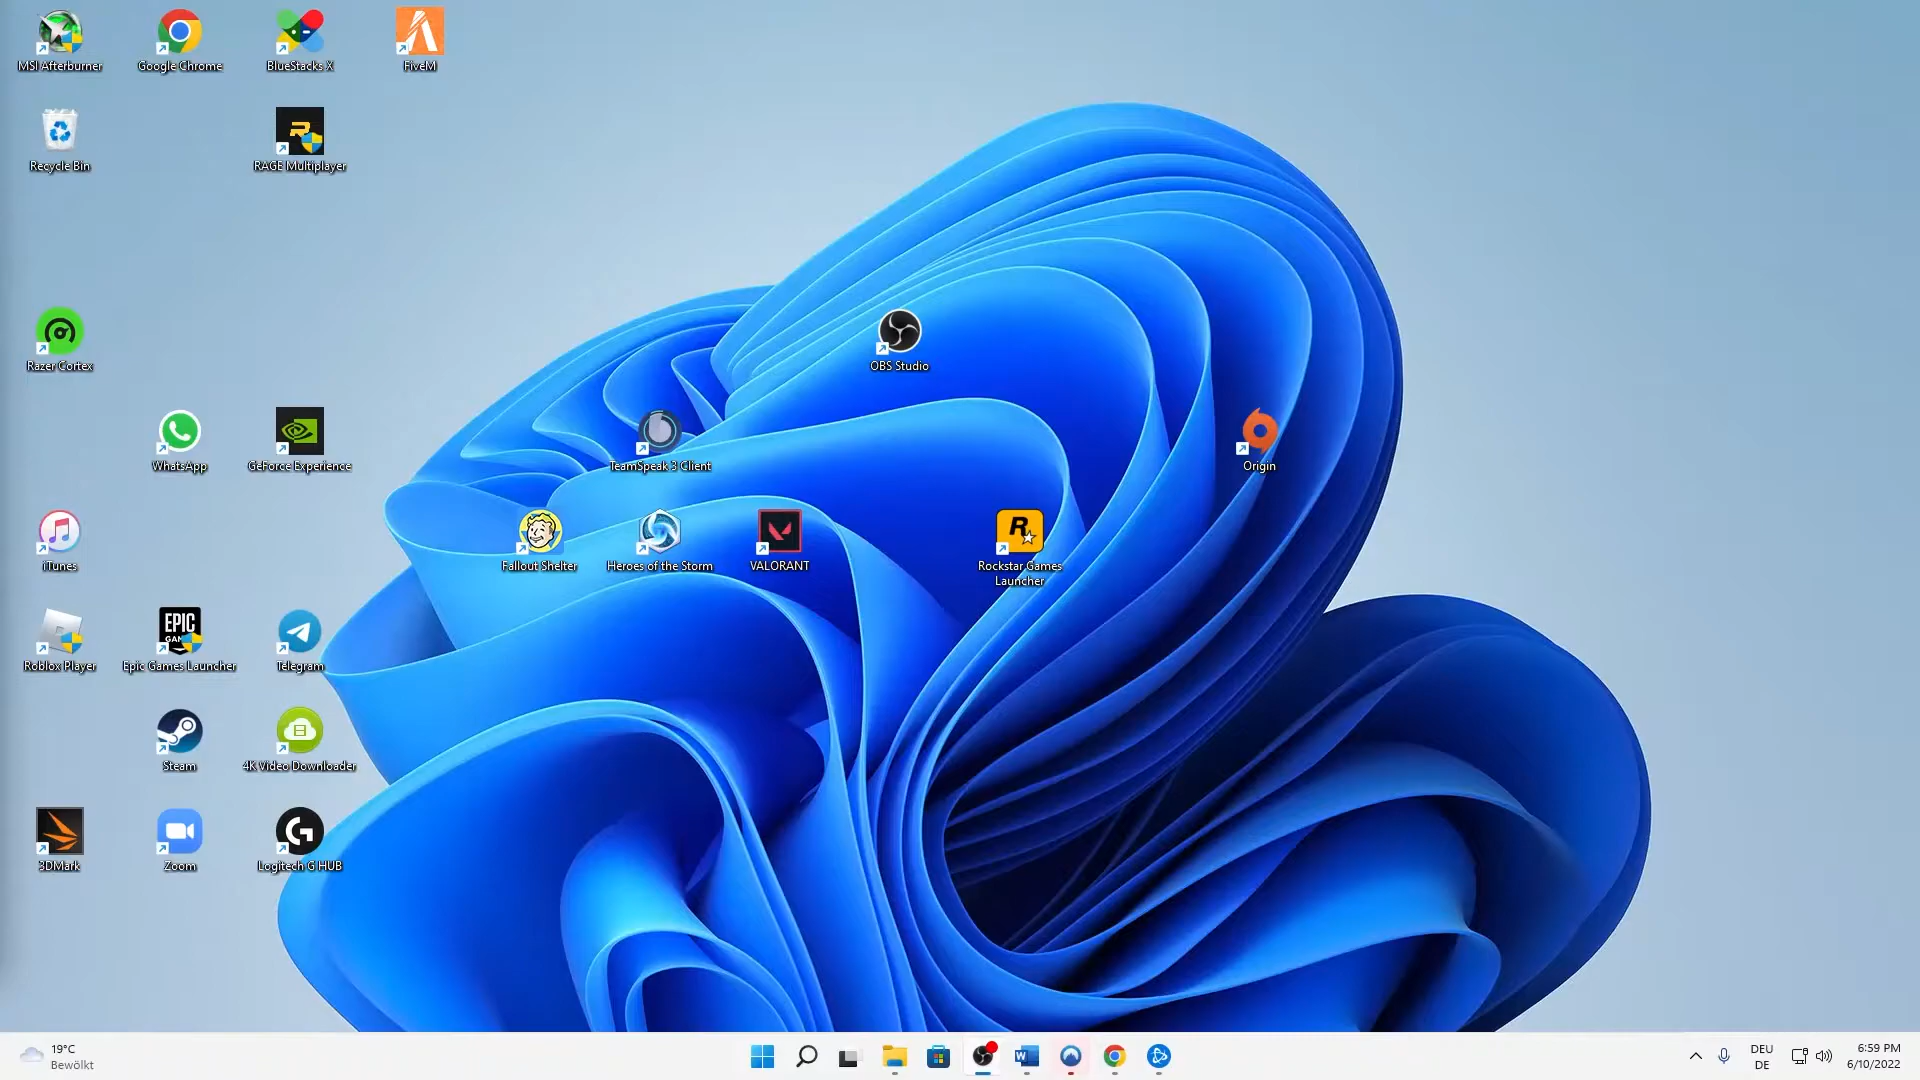 MSI Afterburner
Google Chrome
BlueStacks X
FiveM
Recycle Bin
RAGE Multiplayer
Razer Cortex
OBS Studio
WhatsApp
GeForce Experience
TeamSpeak 3 Client
Origin
iTunes
Fallout Shelter
Heroes of the Storm
VALORANT
R
Rockstar Games
Launcher
EPIC
GAMES
Roblox Player
Epic Games Launcher
Telegram
Steam
4K Video Downloader
3DMark
Zoom
Logitech G HUB
19°C
Bewölkt
W
DEU
DE
6:59 PM
6/10/2022